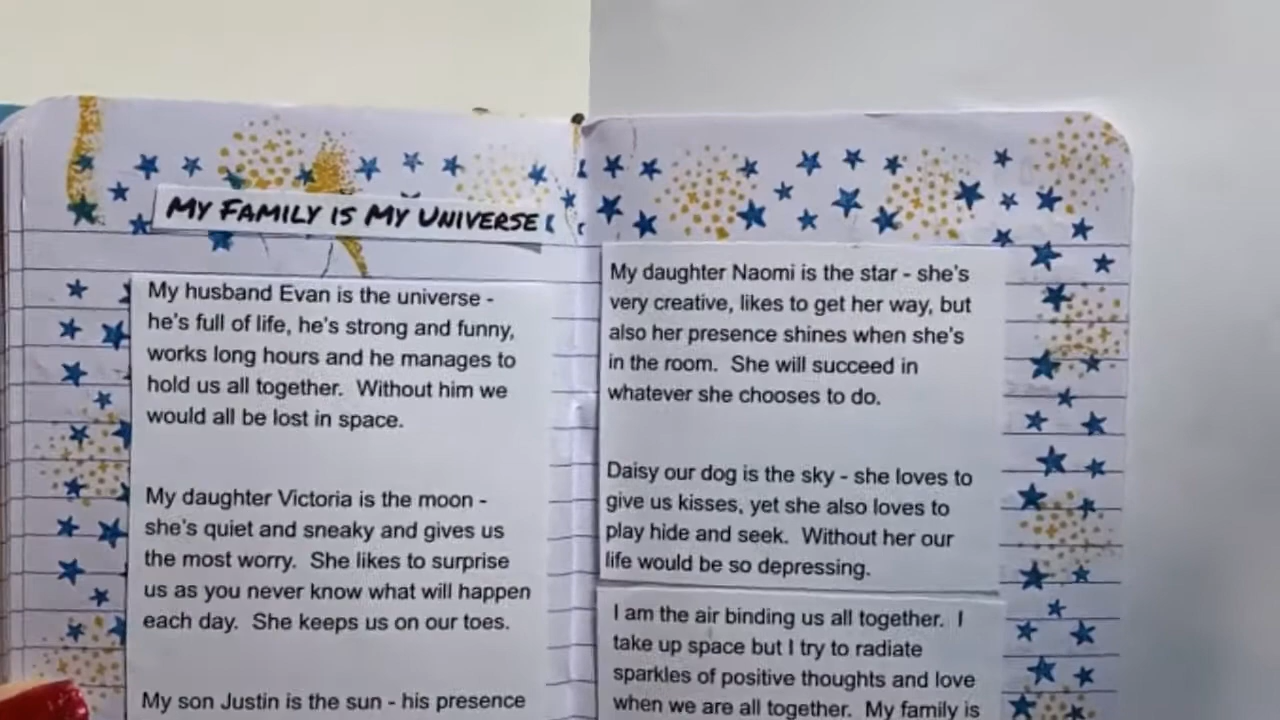 My Family is My Universe
My husband Evan is the universe -
he's full of life, he's strong and funny,
works long hours and he manages to
hold us all together.  Without him we
would all be lost in space.
My daughter Victoria is the moon -
she's quiet and sneaky and gives us
the most worry.  She likes to surprise
us as you never know what will happen
each day.  She keeps us on our toes.
My son Justin is the sun - his presence
My daughter Naomi is the star - she's
very creative, likes to get her way, but
also her presence shines when she's
in the room.  She will succeed in
whatever she chooses to do.
Daisy our dog is the sky - she loves to
give us kisses, yet she also loves to
play hide and seek.  Without her our
life would be so depressing.
I am the air binding us all together.  I
take up space but I try to radiate
sparkles of positive thoughts and love
when we are all together.  My family is